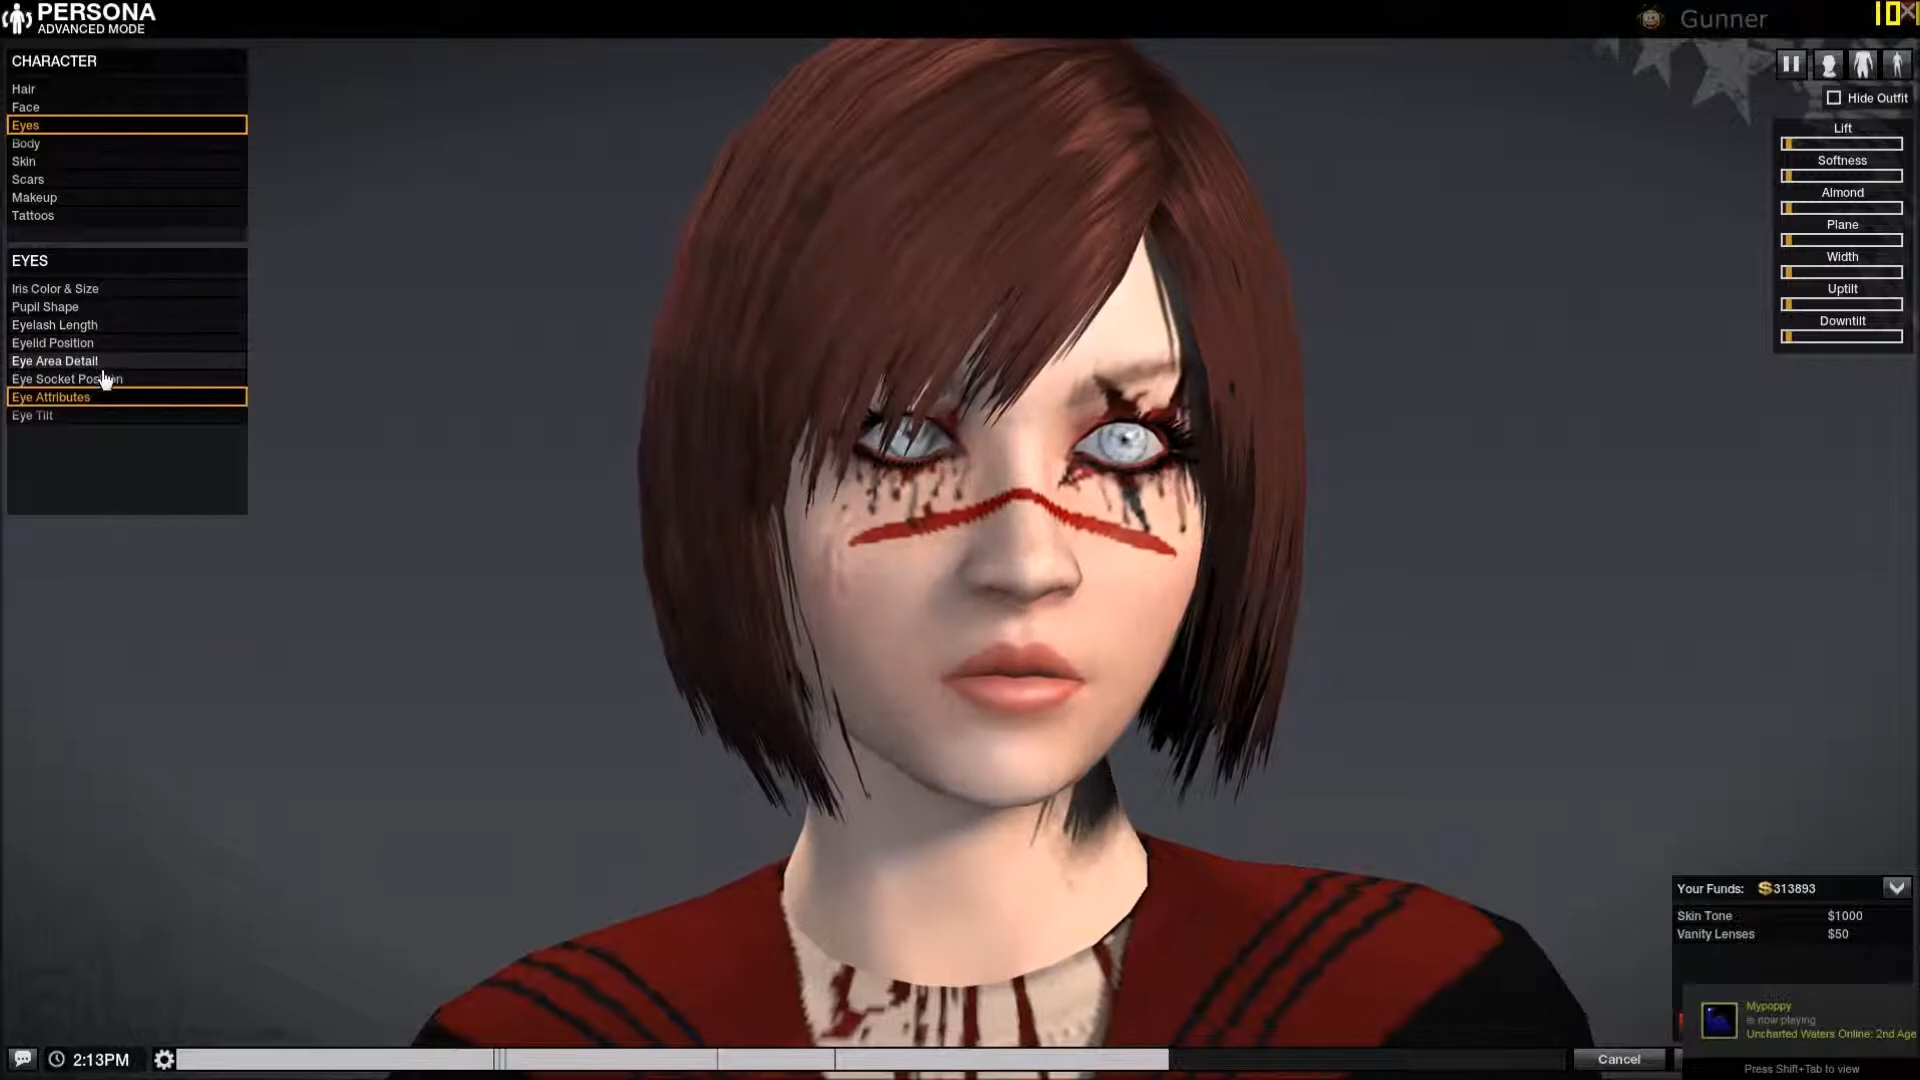 PERSONA
ADVANCED MODE
Gunner
10
CHARACTER
Hair
Face
Eyes
Body
Skin
Scars
Makeup
Tattoos
EYES
Iris Color & Size
Pupil Shape
Eyelash Length
Eyelid Position
Eye Area Detail
Eye Socket Position
Eye Attributes
Eye Tilt
Hide Outfit
Lift
Softness
Almond
Plane
Width
Uptilt
Downtilt
Your Funds: $313893
Skin Tone $1000
Vanity Lenses $50
Mypoppy
is now playing
Uncharted Waters Online: 2nd Age
Press Shift+Tab to view
2:13PM
Cancel